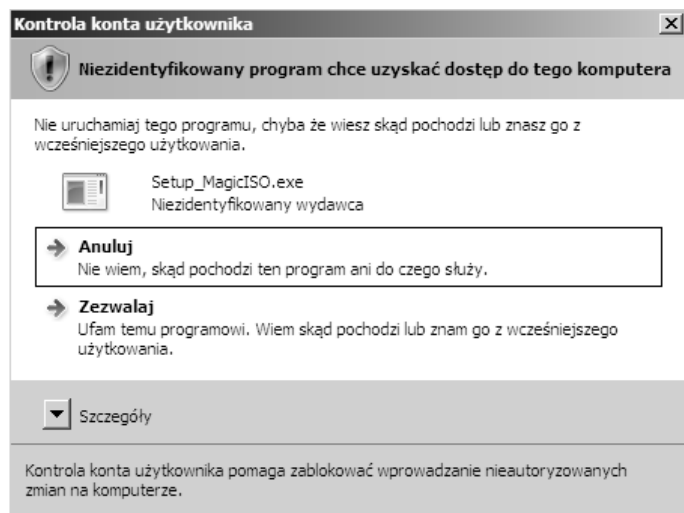 Kontrola konta użytkownika
Niezidentyfikowany program chce uzyskać dostęp do tego komputera
Nie uruchamiaj tego programu, chyba że wiesz skąd pochodzi lub znasz go z
wcześniejszego użytkowania.
Setup_MagicISO.exe
Niezidentyfikowany wydawca
Anuluj
Nie wiem, skąd pochodzi ten program ani do czego służy.
Zezwalaj
Ufam temu programowi. Wiem skąd pochodzi lub znam go z wcześniejszego
użytkowania.
Szczegóły
Kontrola konta użytkownika pomaga zablokować wprowadzanie nieautoryzowanych
zmian na komputerze.